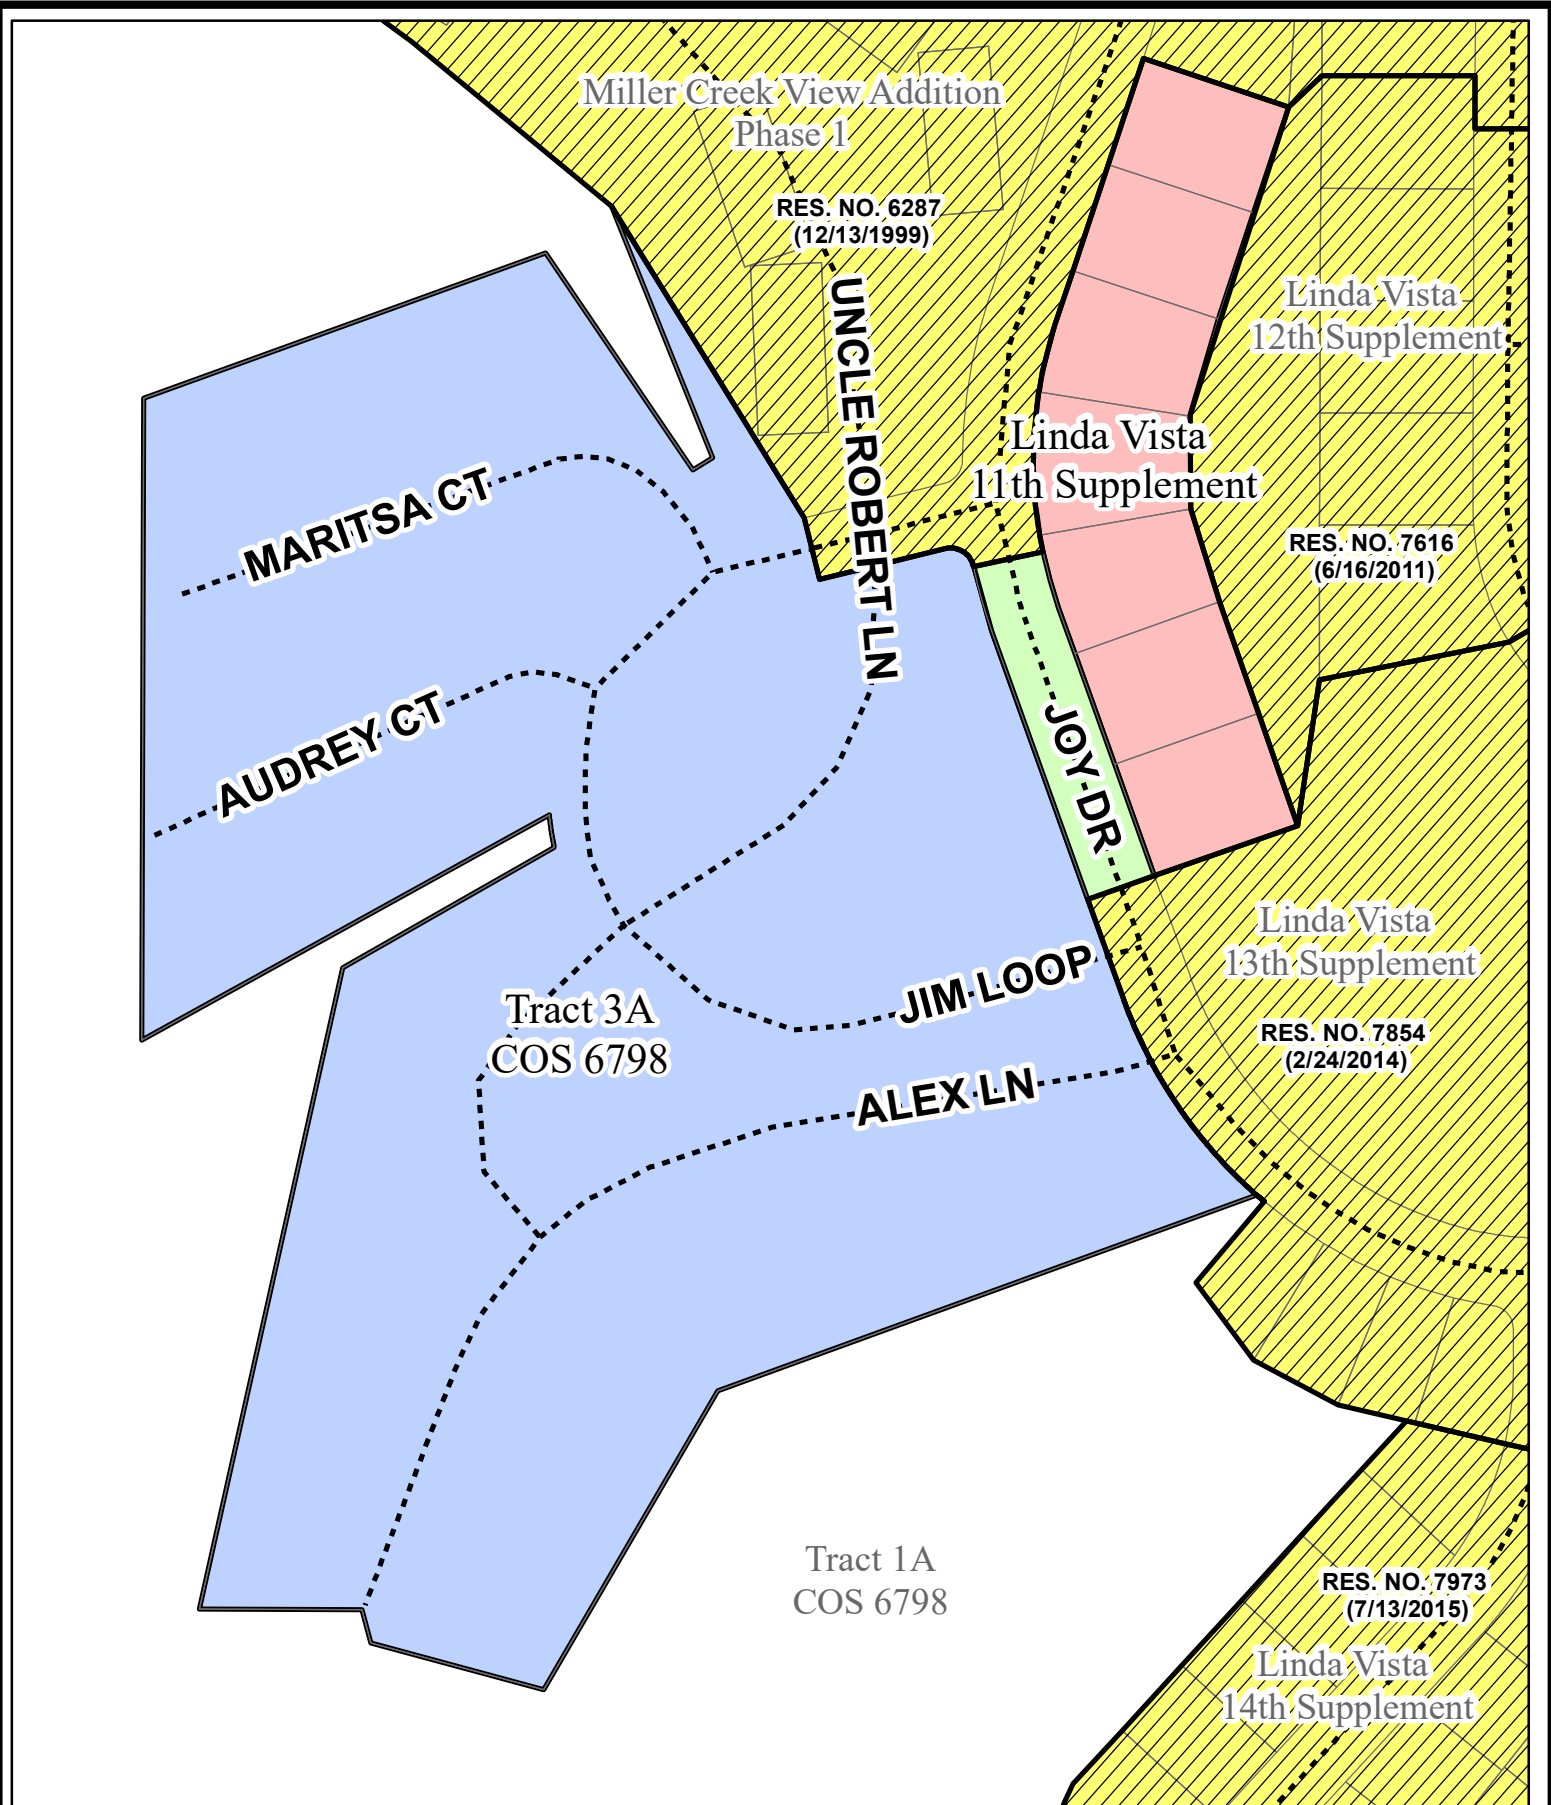 Miller Creek View Addition
Phase 1
RES. NO. 6287
(12/13/1999)
UNCLE ROBERT LN
Linda Vista
12th Supplement
Linda Vista
11th Supplement
MARITSA CT
RES. NO. 7616
(6/16/2011)
AUDREY CT
JOY DR
Linda Vista
13th Supplement
JIM LOOP
Tract 3A
COS 6798
RES. NO. 7854
(2/24/2014)
ALEX LN
Tract 1A
COS 6798
RES. NO. 7973
(7/13/2015)
Linda Vista
14th Supplement